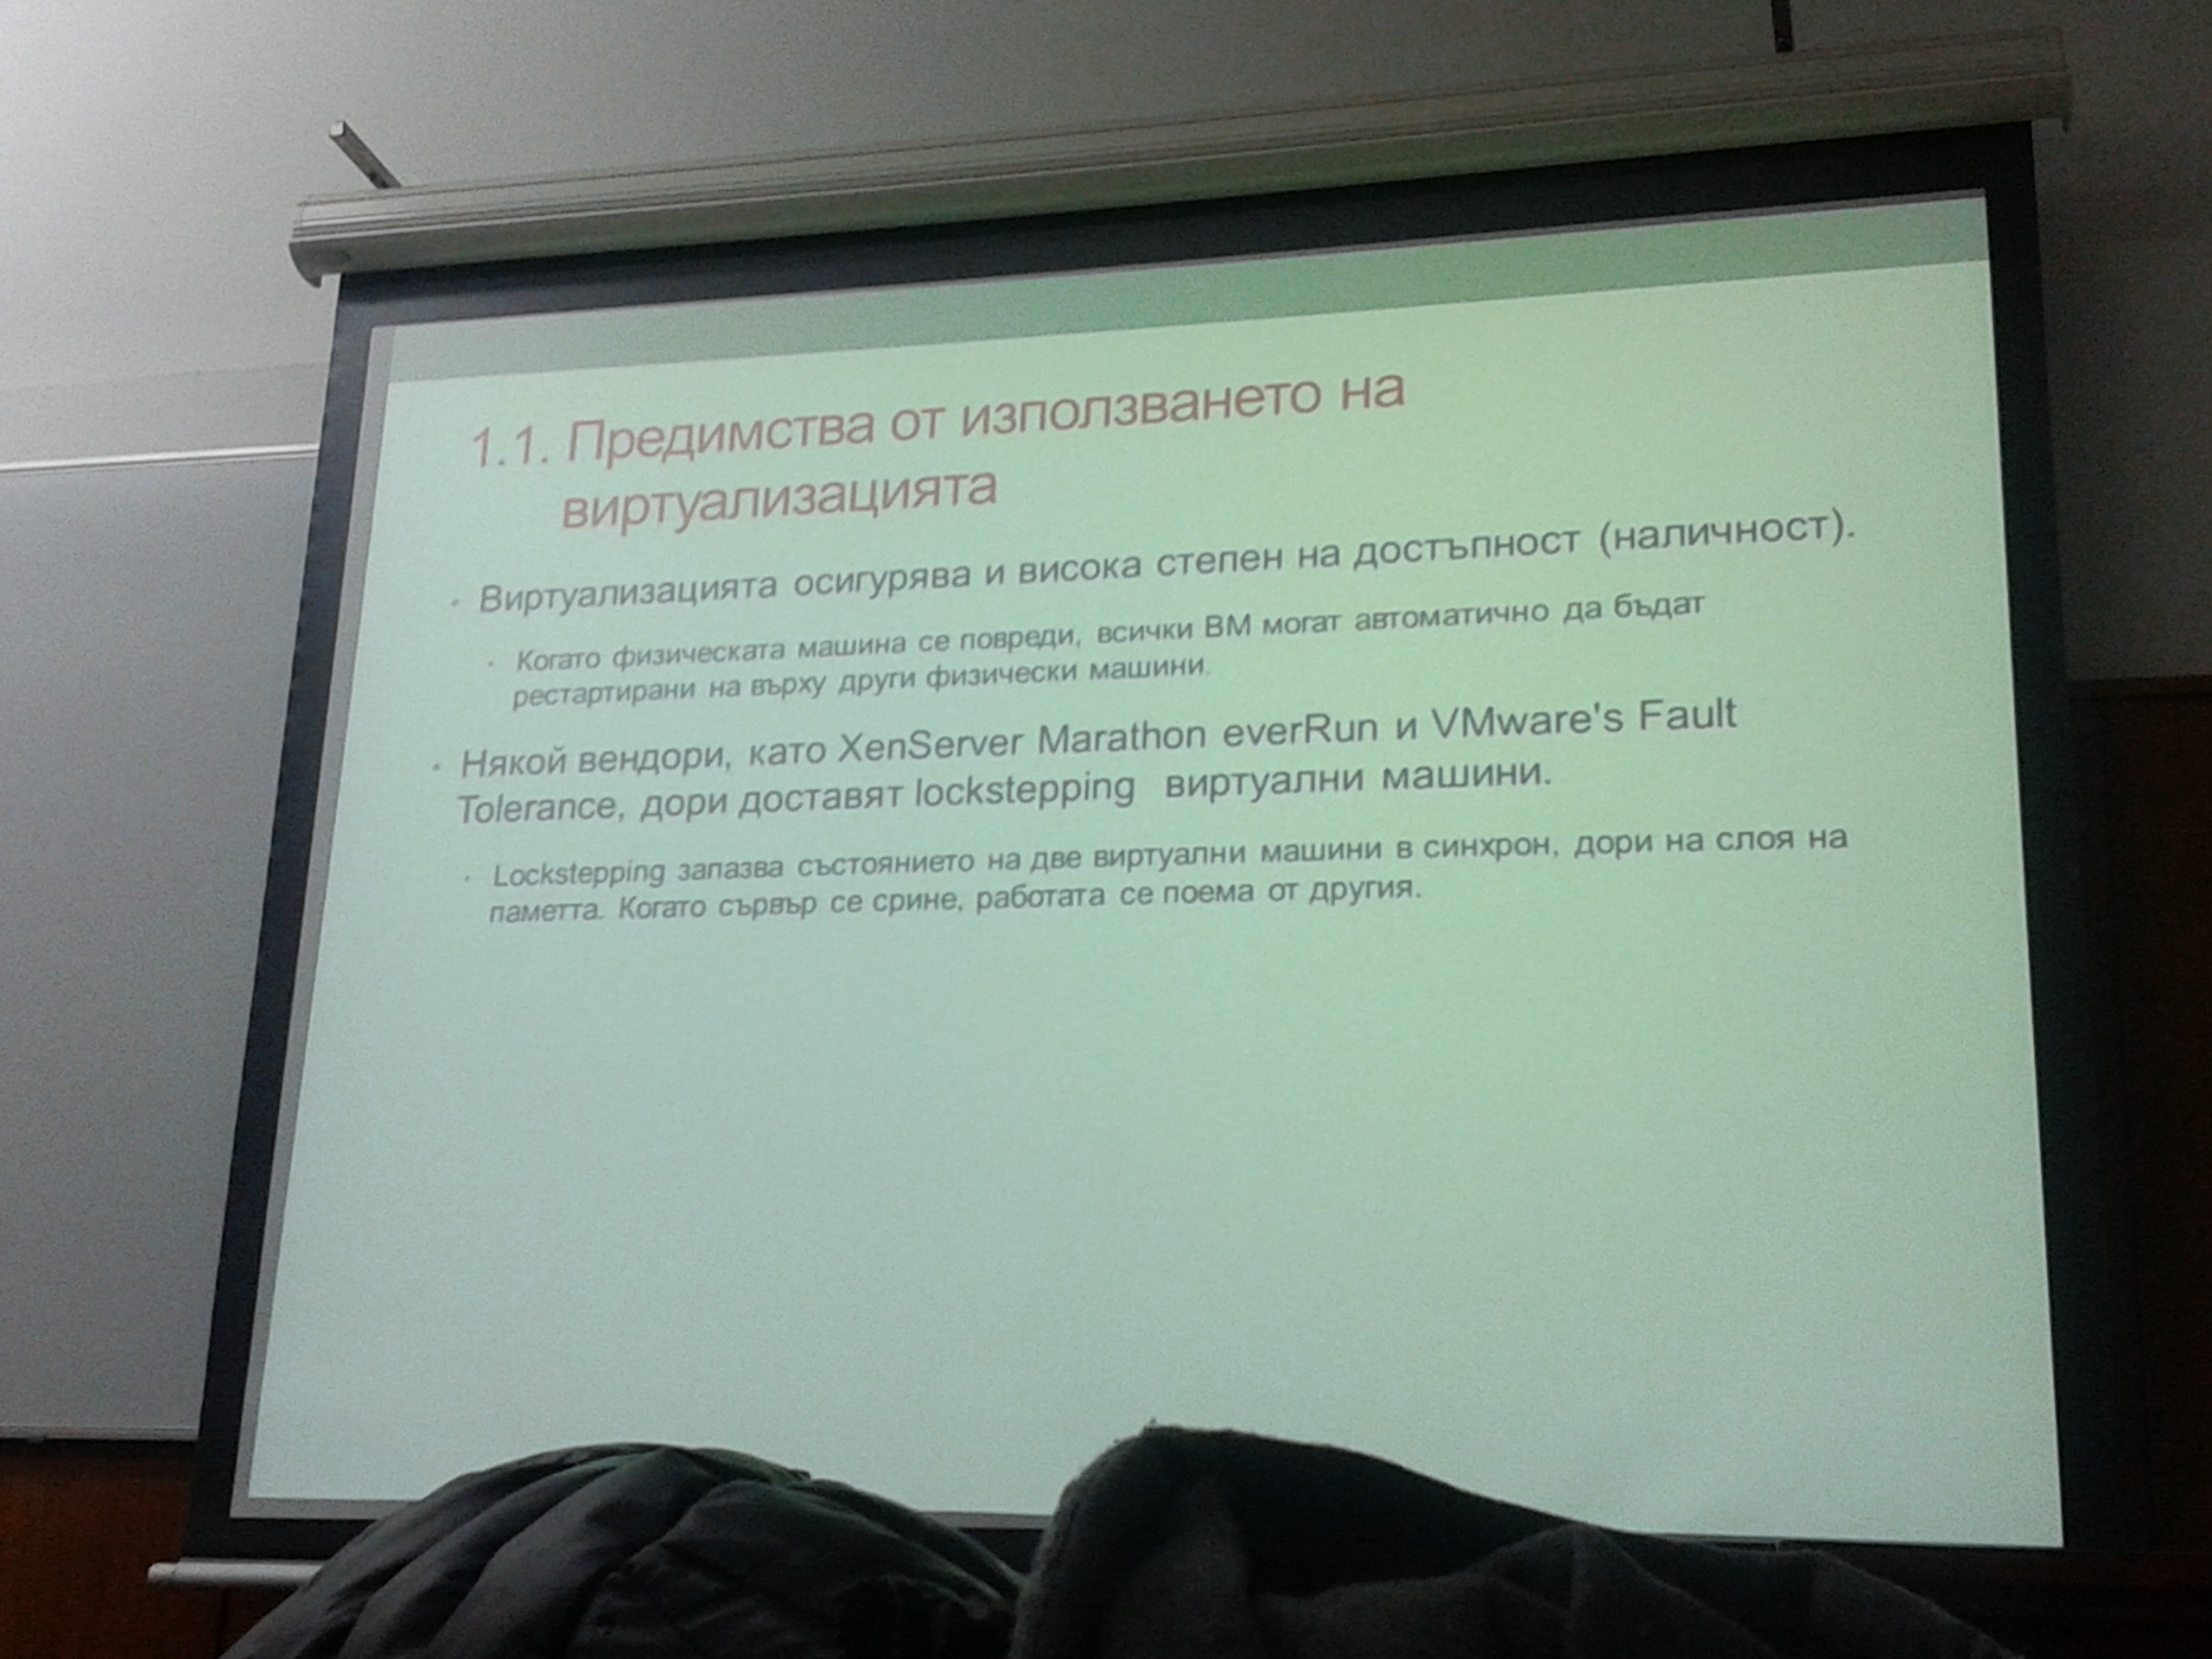 1.1. Предимства от използването на
виртуализацията
• Виртуализацията осигурява и висока степен на достъпност (наличност).
• Когато физическата машина се повреди, всички ВМ могат автоматично да бъдат
рестартирани на върху други физически машини.
• Някой вендори, като XenServer Marathon everRun и VMware's Fault
Tolerance, дори доставят lockstepping виртуални машини.
• Lockstepping запазва състоянието на две виртуални машини в синхрон, дори на слоя на
паметта. Когато сървър се срине, работата се поема от другия.